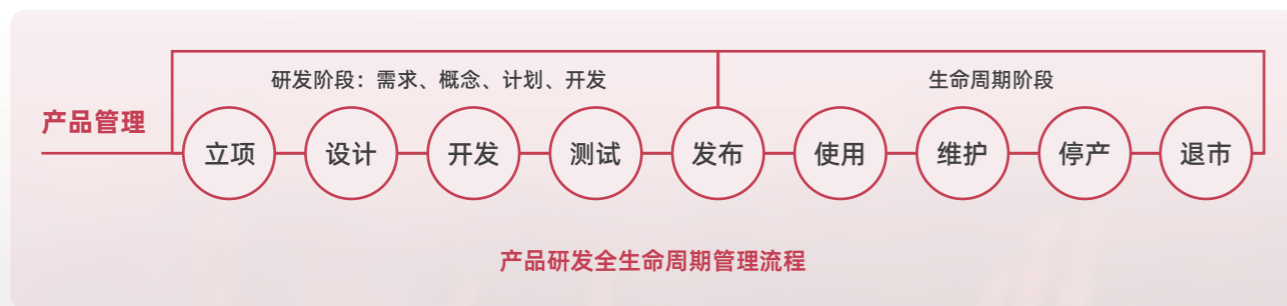 研发阶段：需求、概念、计划、开发
生命周期阶段
产品管理
立项 设计 开发 测试 发布 使用 维护 停产 退市
产品研发全生命周期管理流程